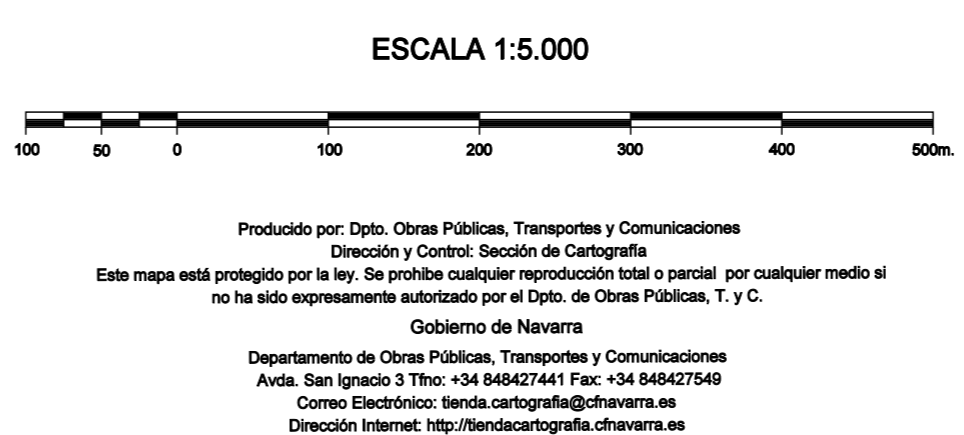 ESCALA 1:5.000
100 50 0 100 200 300 400 500m.
Producido por: Dpto. Obras Públicas, Transportes y Comunicaciones
Dirección y Control: Sección de Cartografía
Este mapa está protegido por la ley. Se prohibe cualquier reproducción total o parcial por cualquier medio si
no ha sido expresamente autorizado por el Dpto. de Obras Públicas, T. y C.
Gobierno de Navarra
Departamento de Obras Públicas, Transportes y Comunicaciones
Avda. San Ignacio 3 Tfno: +34 848427441 Fax: +34 848427549
Correo Electrónico: tienda.cartografia@cfnavarra.es
Dirección Internet: http://tiendacartografia.cfnavarra.es